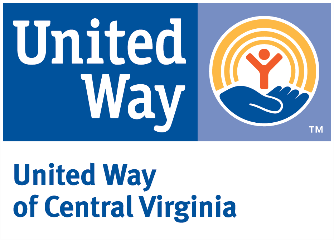 United
Way
TM
United Way
of Central Virginia